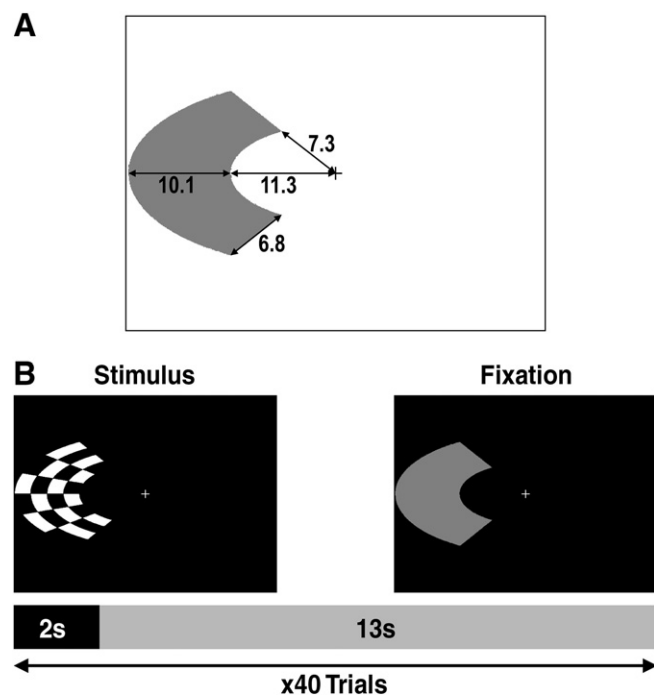 A
7.3
10.1 11.3
6.8
B
Stimulus Fixation
2s 13s
x40 Trials